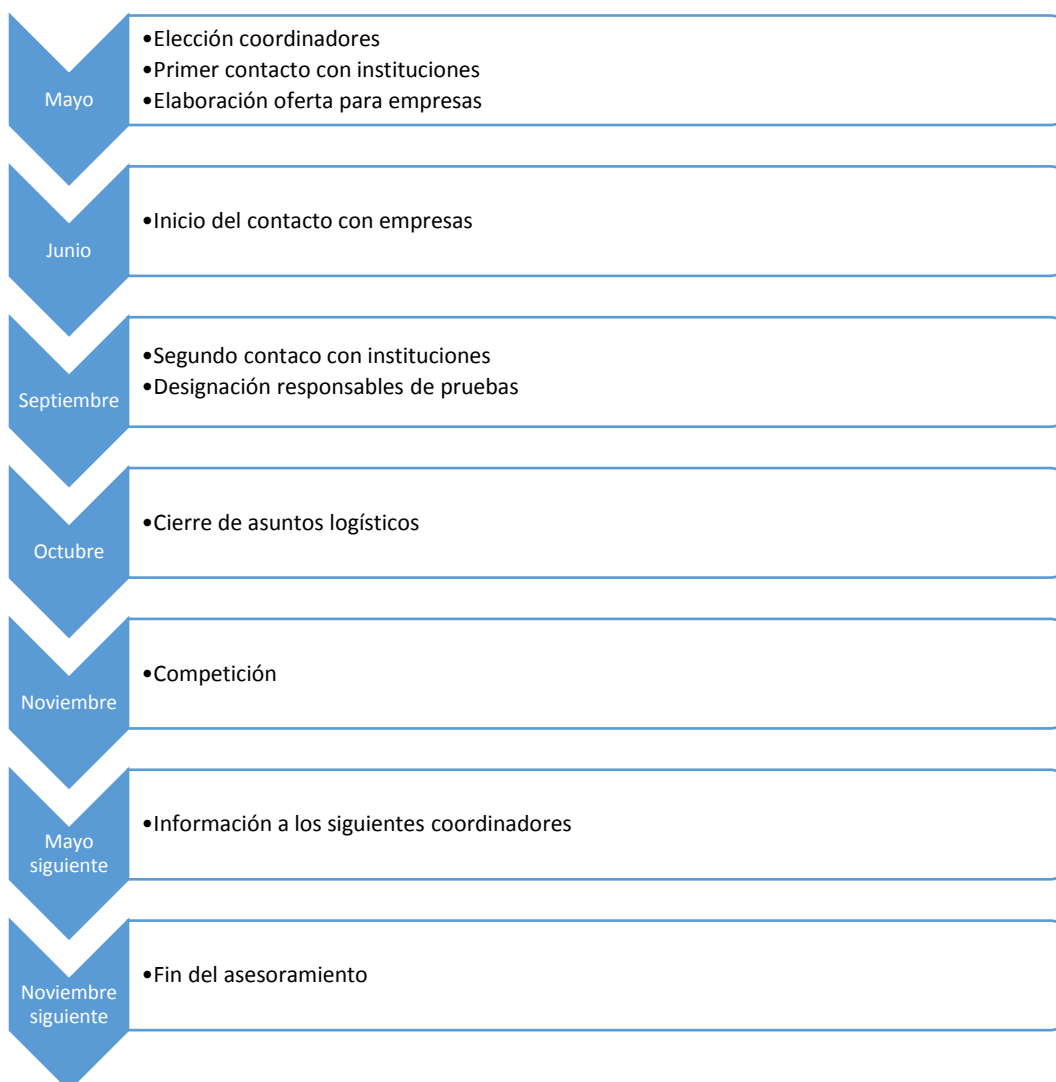 Mayo
•Elección coordinadores
•Primer contacto con instituciones
•Elaboración oferta para empresas
Junio
•Inicio del contacto con empresas
Septiembre
•Segundo contaco con instituciones
•Designación responsables de pruebas
Octubre
•Cierre de asuntos logísticos
Noviembre
•Competición
Mayo
siguiente
•Información a los siguientes coordinadores
Noviembre
siguiente
•Fin del asesoramiento